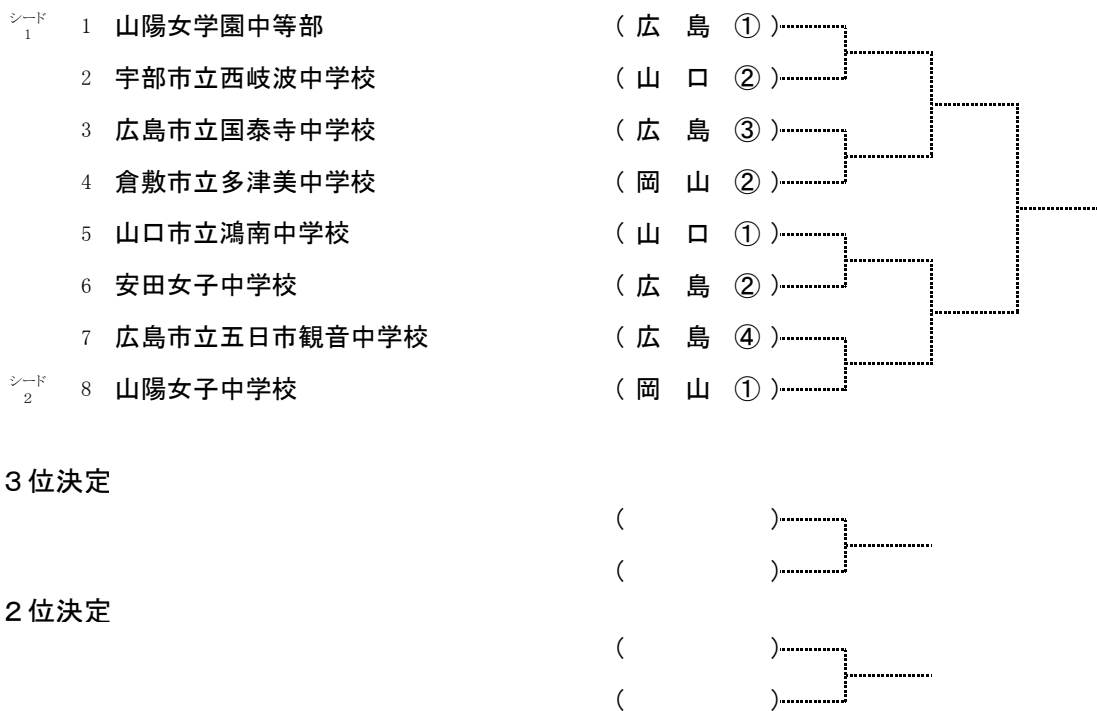 シード1 1 山陽女学園中等部 (広島①)
2 宇部市立西岐波中学校 (山口②)
3 広島市立国泰寺中学校 (広島③)
4 倉敷市立多津美中学校 (岡山②)
5 山口市立鴻南中学校 (山口①)
6 安田女子中学校 (広島②)
7 広島市立五日市観音中学校 (広島④)
シード2 8 山陽女子中学校 (岡山①)
３位決定
( )
( )
２位決定
( )
( )